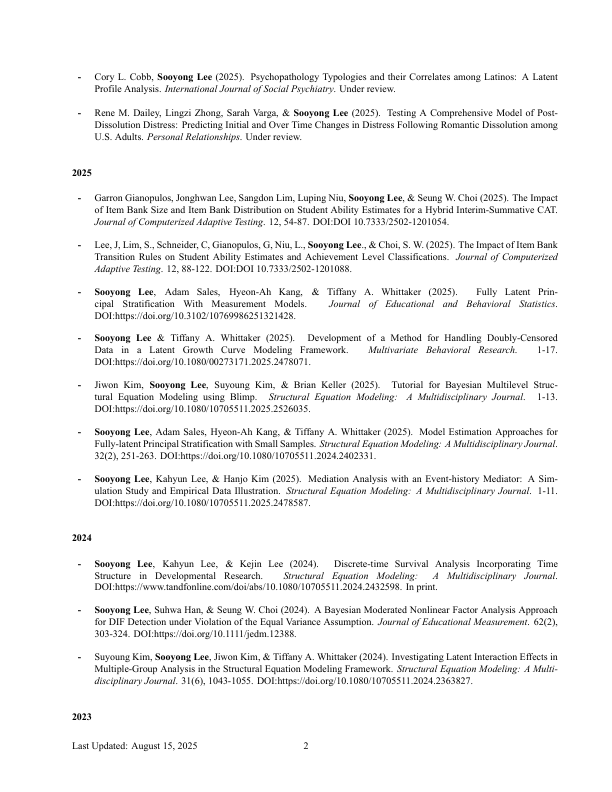 - Cory L. Cobb, Sooyong Lee (2025). Psychopathology Typologies and their Correlates among Latinos: A Latent
Profile Analysis. International Journal of Social Psychiatry. Under review.
- Rene M. Dailey, Lingzi Zhong, Sarah Varga, & Sooyong Lee (2025). Testing A Comprehensive Model of Post-
Dissolution Distress: Predicting Initial and Over Time Changes in Distress Following Romantic Dissolution among
U.S. Adults. Personal Relationships. Under review.
2025
- Garron Gianopulos, Jonghwan Lee, Sangdon Lim, Luping Niu, Sooyong Lee, & Seung W. Choi (2025). The Impact
of Item Bank Size and Item Bank Distribution on Student Ability Estimates for a Hybrid Interim-Summative CAT.
Journal of Computerized Adaptive Testing. 12, 54-87. DOI:DOI 10.7333/2502-1201054.
- Lee, J, Lim, S., Schneider, C, Gianopulos, G, Niu, L., Sooyong Lee., & Choi, S. W. (2025). The Impact of Item Bank
Transition Rules on Student Ability Estimates and Achievement Level Classifications. Journal of Computerized
Adaptive Testing. 12, 88-122. DOI:DOI 10.7333/2502-1201088.
- Sooyong Lee, Adam Sales, Hyeon-Ah Kang, & Tiffany A. Whittaker (2025). Fully Latent Prin-
cipal Stratification With Measurement Models. Journal of Educational and Behavioral Statistics.
DOI:https://doi.org/10.3102/10769986251321428.
- Sooyong Lee & Tiffany A. Whittaker (2025). Development of a Method for Handling Doubly-Censored
Data in a Latent Growth Curve Modeling Framework. Multivariate Behavioral Research. 1-17.
DOI:https://doi.org/10.1080/00273171.2025.2478071.
- Jiwon Kim, Sooyong Lee, Suyoung Kim, & Brian Keller (2025). Tutorial for Bayesian Multilevel Struc-
tural Equation Modeling using Blimp. Structural Equation Modeling: A Multidisciplinary Journal. 1-13.
DOI:https://doi.org/10.1080/10705511.2025.2526035.
- Sooyong Lee, Adam Sales, Hyeon-Ah Kang, & Tiffany A. Whittaker (2025). Model Estimation Approaches for
Fully-latent Principal Stratification with Small Samples. Structural Equation Modeling: A Multidisciplinary Journal.
32(2), 251-263. DOI:https://doi.org/10.1080/10705511.2024.2402331.
- Sooyong Lee, Kahyun Lee, & Hanjo Kim (2025). Mediation Analysis with an Event-history Mediator: A Sim-
ulation Study and Empirical Data Illustration. Structural Equation Modeling: A Multidisciplinary Journal. 1-11.
DOI:https://doi.org/10.1080/10705511.2025.2478587.
2024
- Sooyong Lee, Kahyun Lee, & Kejin Lee (2024). Discrete-time Survival Analysis Incorporating Time
Structure in Developmental Research. Structural Equation Modeling: A Multidisciplinary Journal.
DOI:https://www.tandfonline.com/doi/abs/10.1080/10705511.2024.2432598. In print.
- Sooyong Lee, Suhwa Han, & Seung W. Choi (2024). A Bayesian Moderated Nonlinear Factor Analysis Approach
for DIF Detection under Violation of the Equal Variance Assumption. Journal of Educational Measurement. 62(2),
303-324. DOI:https://doi.org/10.1111/jedm.12388.
- Suyoung Kim, Sooyong Lee, Jiwon Kim, & Tiffany A. Whittaker (2024). Investigating Latent Interaction Effects in
Multiple-Group Analysis in the Structural Equation Modeling Framework. Structural Equation Modeling: A Multi-
disciplinary Journal. 31(6), 1043-1055. DOI:https://doi.org/10.1080/10705511.2024.2363827.
2023
Last Updated: August 15, 2025 2